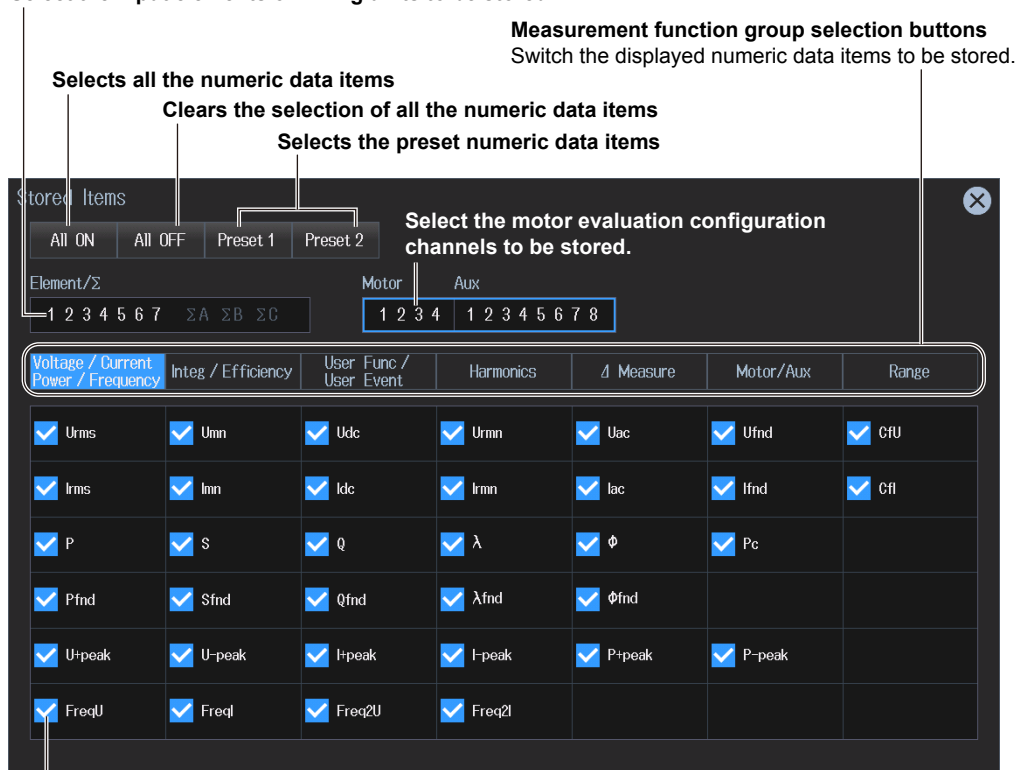 Measurement function group selection buttons
Switch the displayed numeric data items to be stored.
Selects all the numeric data items
Clears the selection of all the numeric data items
Selects the preset numeric data items
Stored Items
All ON All OFF Preset 1 Preset 2
Select the motor evaluation configuration
channels to be stored.
Element/Σ Motor Aux
1 2 3 4 5 6 7 ΣA ΣB ΣC 1 2 3 4 1 2 3 4 5 6 7 8
Voltage / Current
Power / Frequency
Integ / Efficiency
User Func /
User Event
Harmonics
Δ Measure
Motor/Aux
Range
Urms Umn Udc Urmn Uac Ufnd CfU
Irms Imn Idc Irmn Iac Ifnd CfI
P S Q λ Φ Pc
Pfnd Sfnd Qfnd λfnd Φfnd
U+peak U-peak I+peak I-peak P+peak P-peak
FreqU FreqI Freq2U Freq2I